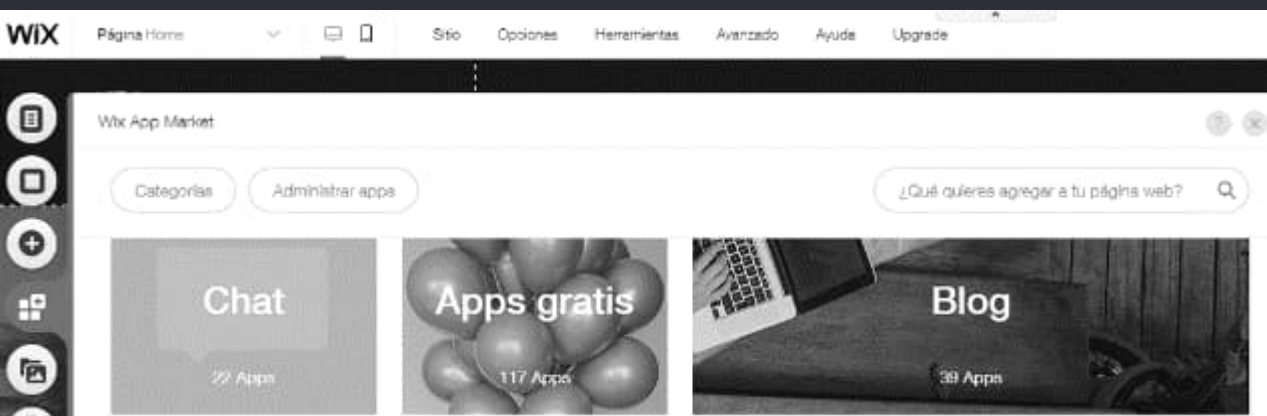 WiX Página Home Sitio Opciones Herramientas Avanzado Ayuda Upgrade
Wix App Market ?
Categorías Administrar apps ¿Qué quieres agregar a tu página web?
Chat Apps gratis Blog
22 Apps 117 Apps 39 Apps